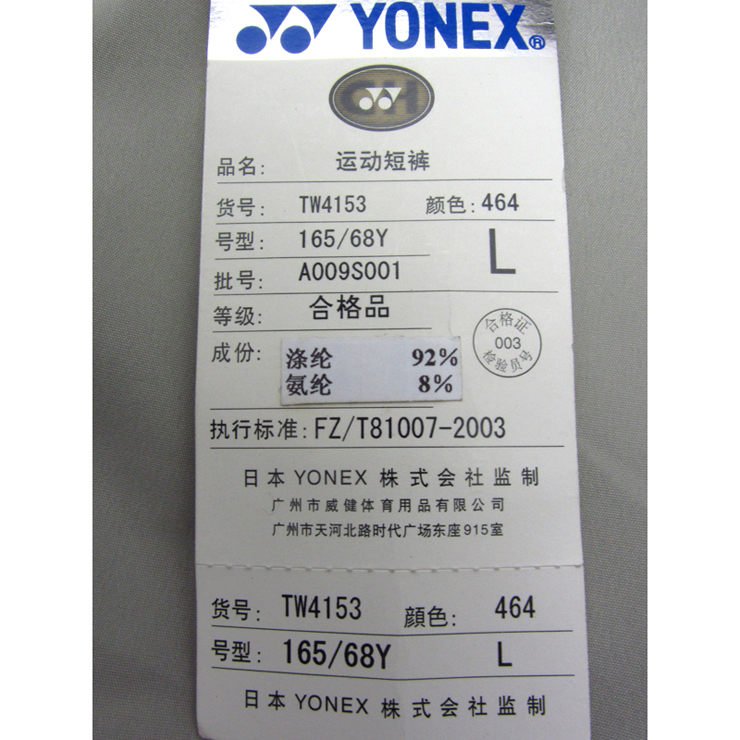 YONEX®
CH
品名: 运动短裤
货号: TW4153 颜色: 464
号型: 165/68Y L
批号: A009S001
等级: 合格品
合格证
003
检验员号
成份: 涤纶 92%
氨纶 8%
执行标准: FZ/T81007-2003
日本 YONEX 株式会社监制
广州市威健体育用品有限公司
广州市天河北路时代广场东座915室
货号: TW4153 顏色: 464
号型: 165/68Y L
日本 YONEX 株式会社监制